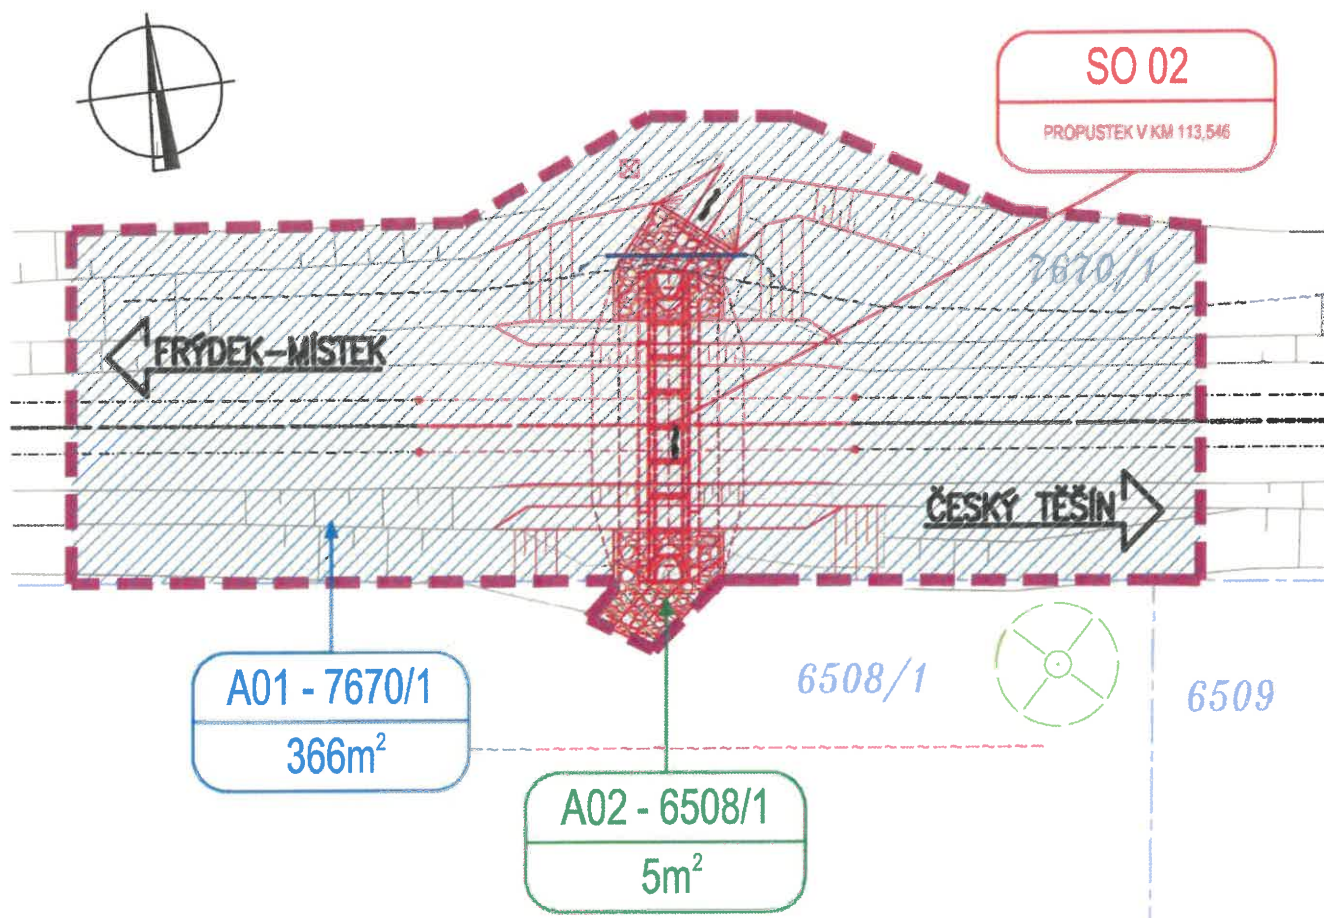 SO 02
PROPUSTEK V KM 113,546
7670/1
FRÝDEK-MÍSTEK
ČESKÝ TĚŠÍN
A01 - 7670/1
366m²
6508/1
6509
A02 - 6508/1
5m²